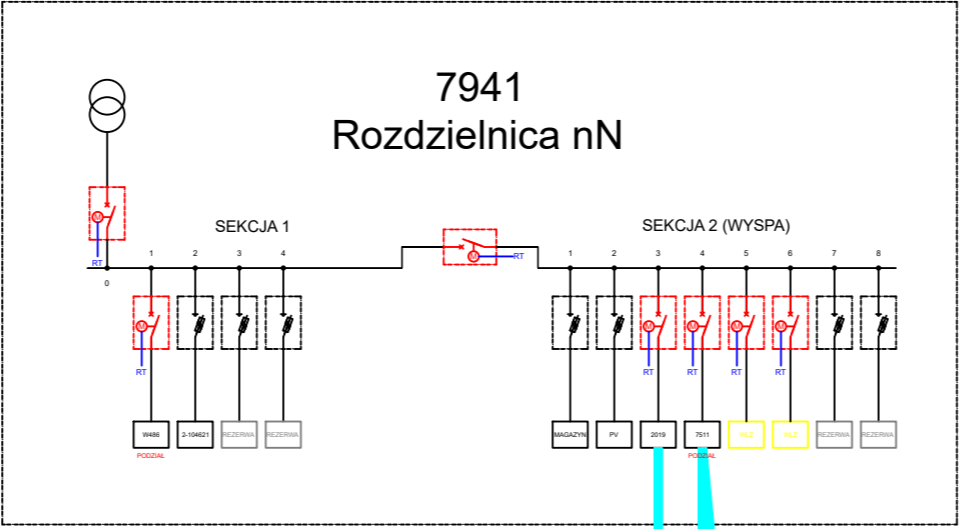 7941
Rozdzielnica nN
SEKCJA 1
SEKCJA 2 (WYSPA)
M
RT
0
1 2 3 4
M
RT
1 2 3 4 5 6 7 8
M
RT
M M M M
RT RT RT RT
W486 2-104621 REZERWA REZERWA
PODZIAŁ
MAGAZYN PV 2019 7511 REZERWA REZERWA
PODZIAŁ